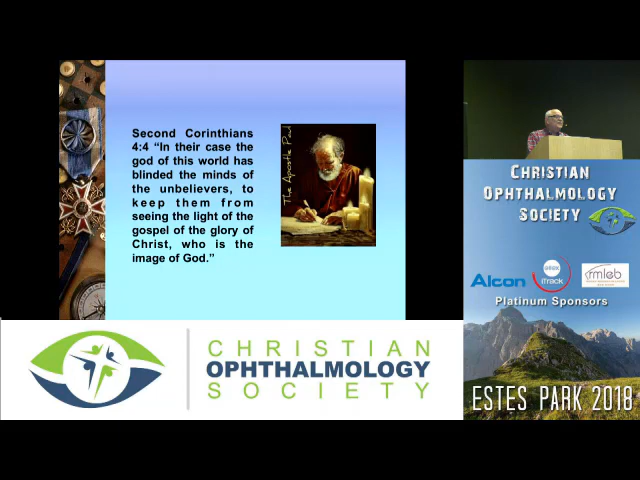 Second Corinthians
4:4 “In their case the
god of this world has
blinded the minds of
the unbelievers, to
keep them from
seeing the light of the
gospel of the glory of
Christ, who is the
image of God.”
The Apostle Paul
CHRISTIAN
OPHTHALMOLOGY
SOCIETY
Alcon
iTrack
rmleb
Platinum Sponsors
ESTES PARK 2018
CHRISTIAN
OPHTHALMOLOGY
SOCIETY